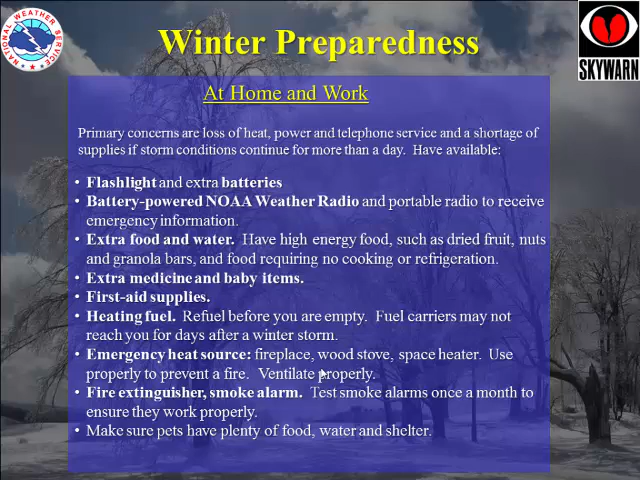 NATIONAL WEATHER SERVICE
Winter Preparedness
SKYWARN
At Home and Work
Primary concerns are loss of heat, power and telephone service and a shortage of
supplies if storm conditions continue for more than a day. Have available:
• Flashlight and extra batteries
• Battery-powered NOAA Weather Radio and portable radio to receive
emergency information.
• Extra food and water. Have high energy food, such as dried fruit, nuts
and granola bars, and food requiring no cooking or refrigeration.
• Extra medicine and baby items.
• First-aid supplies.
• Heating fuel. Refuel before you are empty. Fuel carriers may not
reach you for days after a winter storm.
• Emergency heat source: fireplace, wood stove, space heater. Use
properly to prevent a fire. Ventilate properly.
• Fire extinguisher, smoke alarm. Test smoke alarms once a month to
ensure they work properly.
• Make sure pets have plenty of food, water and shelter.